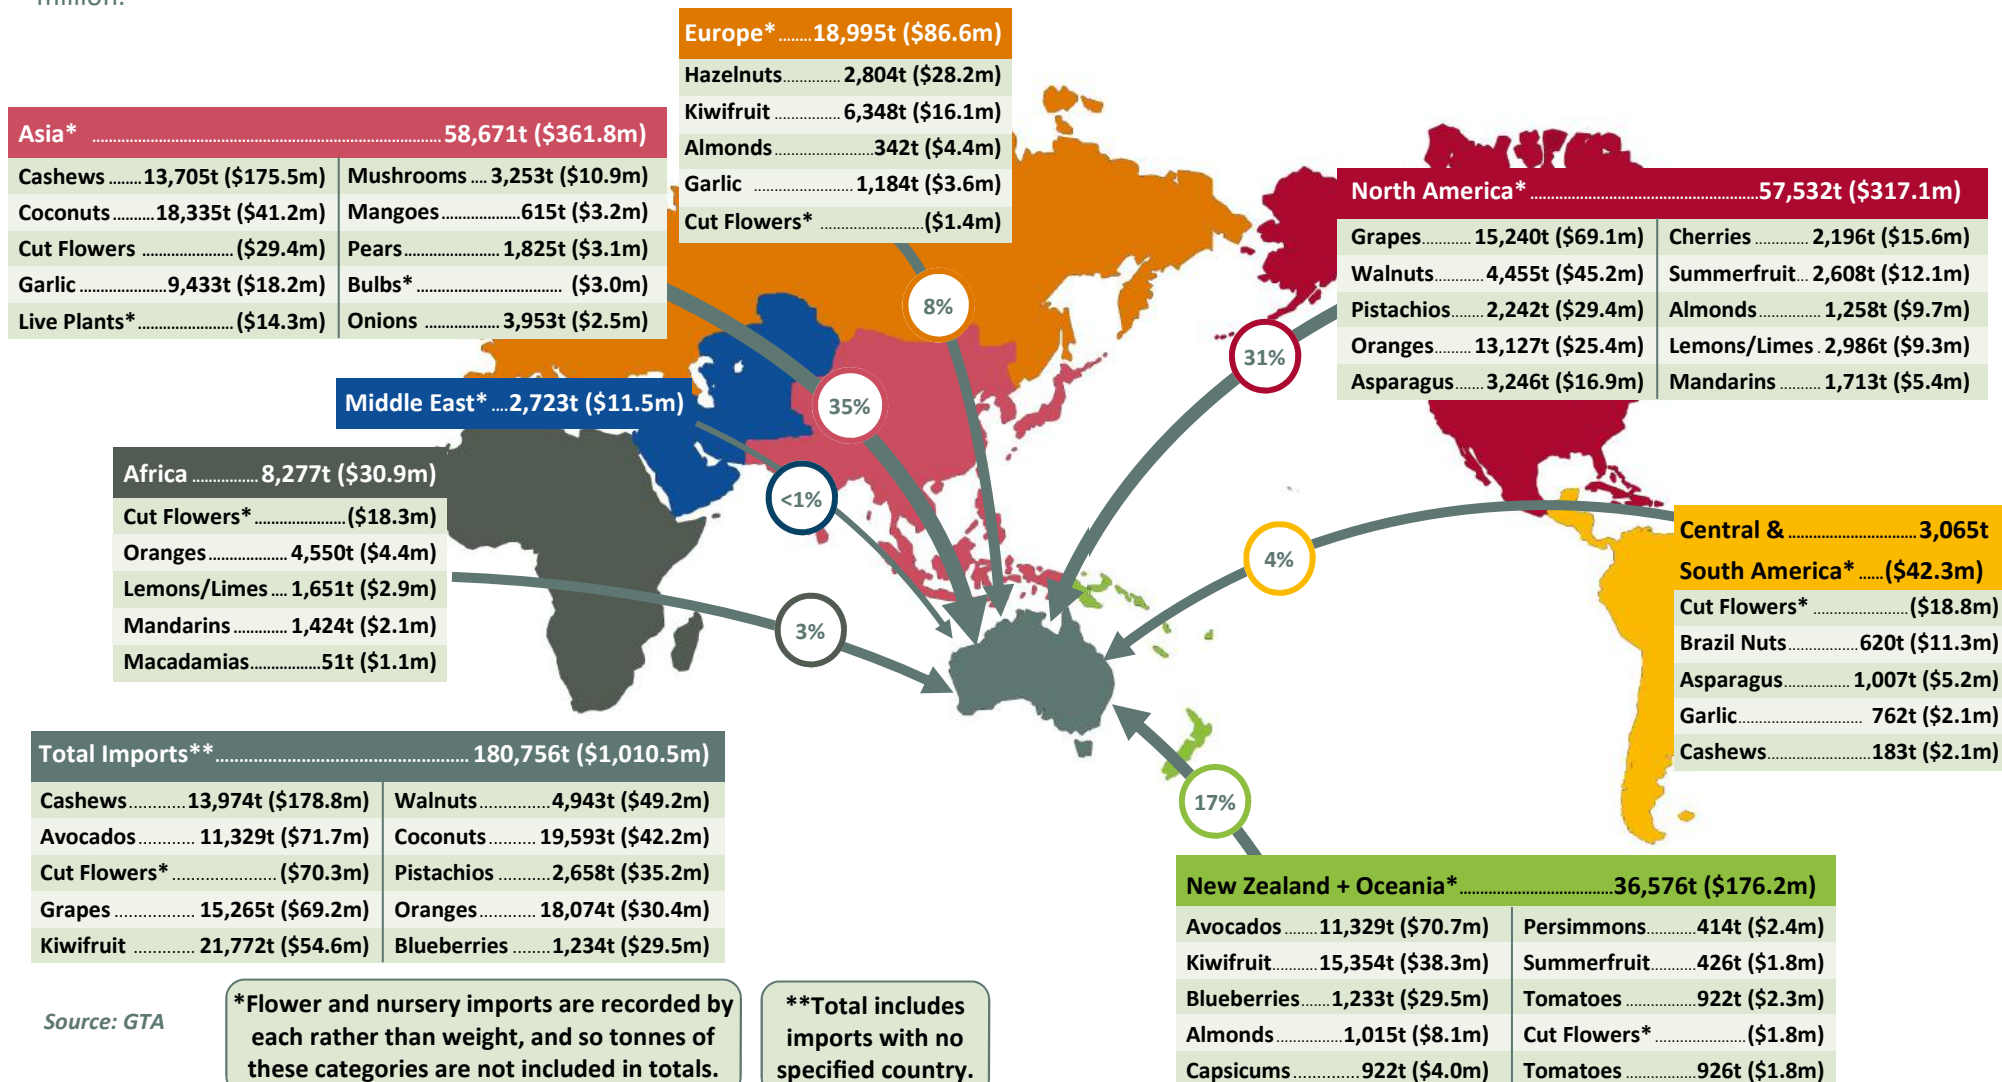 million.
Europe*........18,995t ($86.6m)
Hazelnuts..............2,804t ($28.2m)
Kiwifruit ................6,348t ($16.1m)
Almonds........................342t ($4.4m)
Garlic ........................1,184t ($3.6m)
Cut Flowers* .........................($1.4m)
Asia* ........................58,671t ($361.8m)
Cashews ........13,705t ($175.5m)
Coconuts..........18,335t ($41.2m)
Cut Flowers ......................($29.4m)
Garlic .....................9,433t ($18.2m)
Live Plants*.......................($14.3m)
Mushrooms ....3,253t ($10.9m)
Mangoes...................615t ($3.2m)
Pears.......................1,825t ($3.1m)
Bulbs*................................... ($3.0m)
Onions ..................3,953t ($2.5m)
North America*........................57,532t ($317.1m)
Grapes............15,240t ($69.1m)
Walnuts............4,455t ($45.2m)
Pistachios........2,242t ($29.4m)
Oranges.........13,127t ($25.4m)
Asparagus.......3,246t ($16.9m)
Cherries .............2,196t ($15.6m)
Summerfruit...2,608t ($12.1m)
Almonds................1,258t ($9.7m)
Lemons/Limes .2,986t ($9.3m)
Mandarins ..........1,713t ($5.4m)
8%
31%
35%
Middle East* ....2,723t ($11.5m)
<1%
Africa ................8,277t ($30.9m)
Cut Flowers*......................($18.3m)
Oranges...................4,550t ($4.4m)
Lemons/Limes ....1,651t ($2.9m)
Mandarins.............1,424t ($2.1m)
Macadamias.................51t ($1.1m)
3%
4%
Central & ...............................3,065t
South America*......($42.3m)
Cut Flowers* .......................($18.8m)
Brazil Nuts.................620t ($11.3m)
Asparagus................1,007t ($5.2m)
Garlic.............................. 762t ($2.1m)
Cashews.........................183t ($2.1m)
Total Imports**........................180,756t ($1,010.5m)
Cashews..............13,974t ($178.8m)
Avocados..............11,329t ($71.7m)
Cut Flowers*.........................($70.3m)
Grapes ...................15,265t ($69.2m)
Kiwifruit ...............21,772t ($54.6m)
Walnuts..................4,943t ($49.2m)
Coconuts...........19,593t ($42.2m)
Pistachios ............2,658t ($35.2m)
Oranges.............18,074t ($30.4m)
Blueberries .........1,234t ($29.5m)
17%
New Zealand + Oceania*........................36,576t ($176.2m)
Avocados........11,329t ($70.7m)
Kiwifruit..........15,354t ($38.3m)
Blueberries.......1,233t ($29.5m)
Almonds................1,015t ($8.1m)
Capsicums................922t ($4.0m)
Persimmons............414t ($2.4m)
Summerfruit...........426t ($1.8m)
Tomatoes .................922t ($2.3m)
Cut Flowers*.....................($1.8m)
Tomatoes .................926t ($1.8m)
Source: GTA
*Flower and nursery imports are recorded by
each rather than weight, and so tonnes of
these categories are not included in totals.
**Total includes
imports with no
specified country.